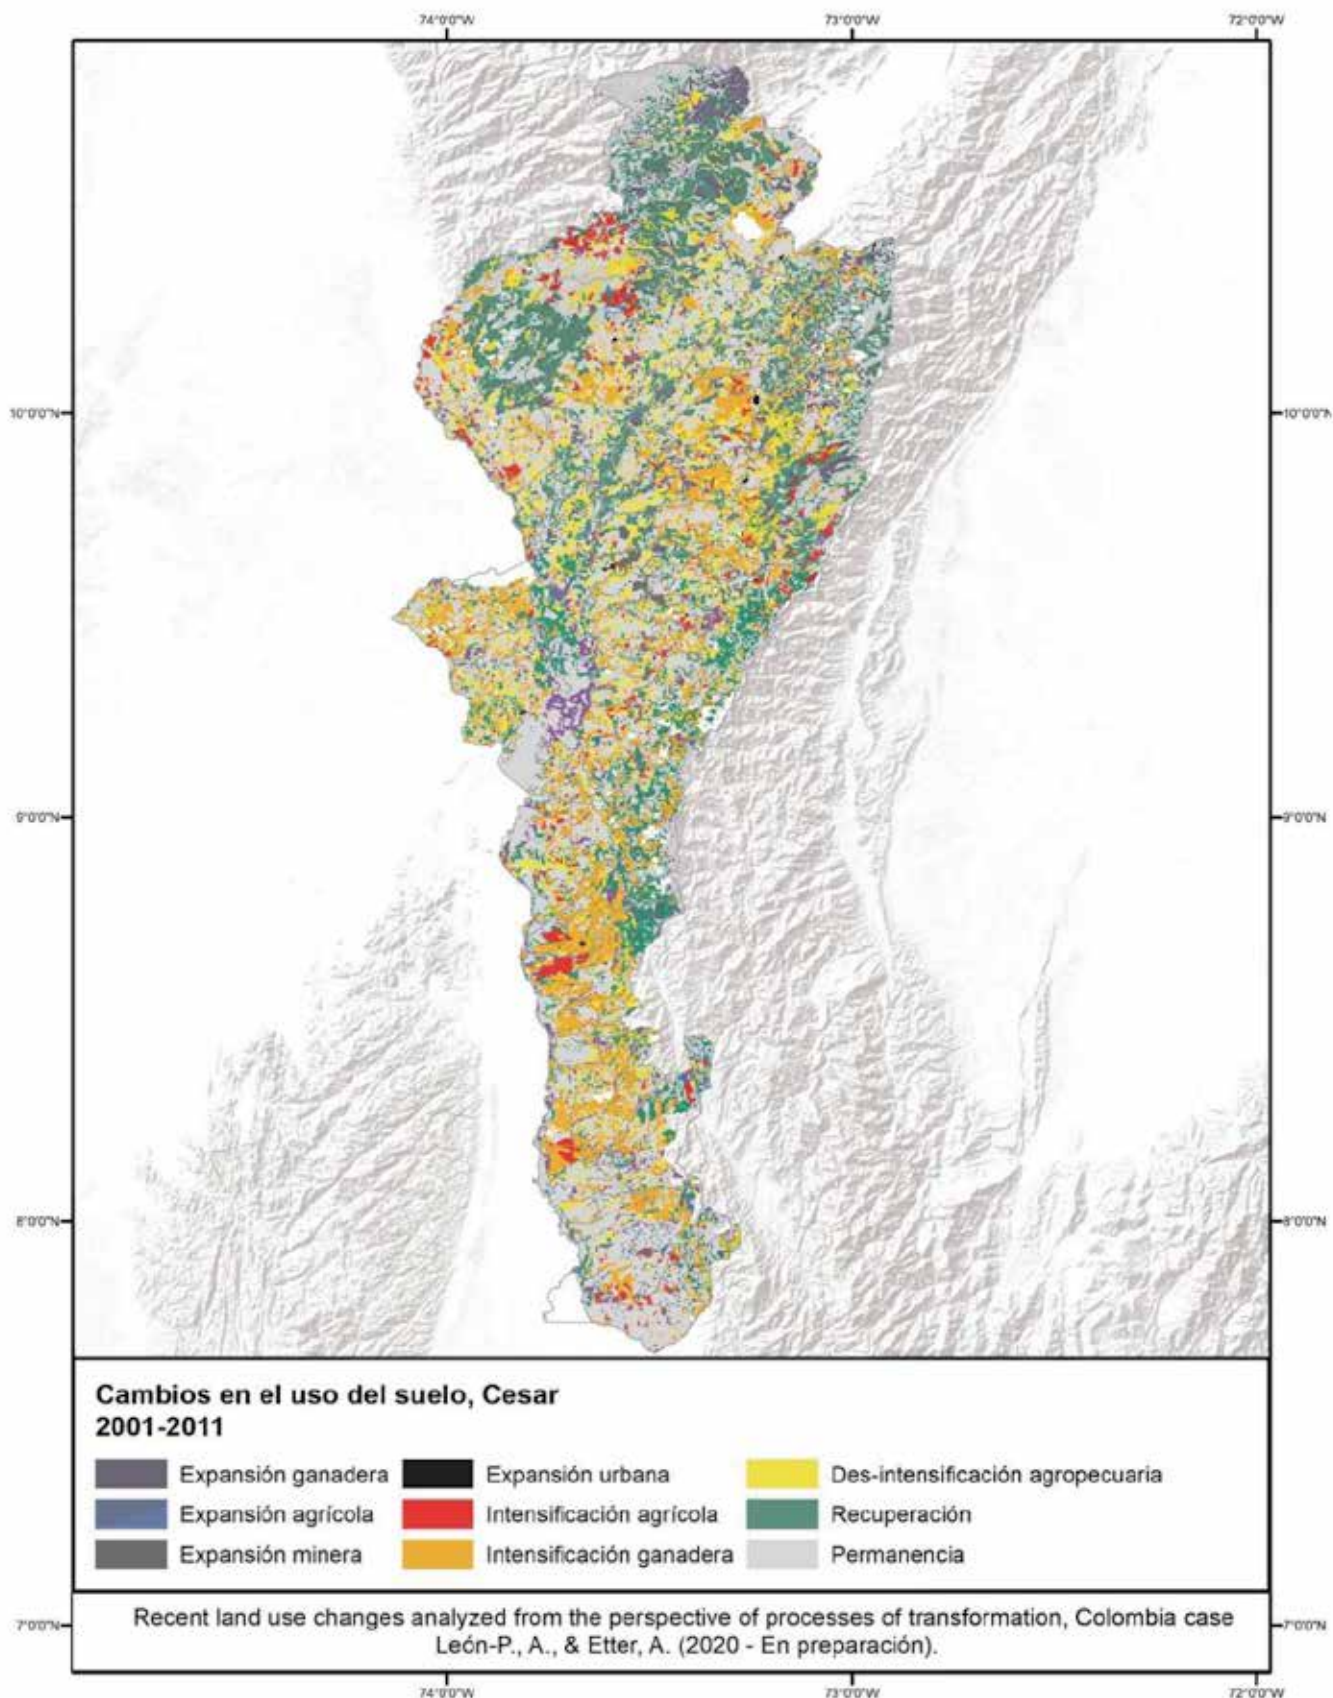 74°0'0"W 73°0'0"W 72°0'0"W
10°0'0"N 10°0'0"N
9°0'0"N 9°0'0"N
8°0'0"N 8°0'0"N
Cambios en el uso del suelo, Cesar
2001-2011
Expansión ganadera Expansión urbana Des-intensificación agropecuaria
Expansión agrícola Intensificación agrícola Recuperación
Expansión minera Intensificación ganadera Permanencia
7°0'0"N 7°0'0"N
Recent land use changes analyzed from the perspective of processes of transformation, Colombia case
León-P., A., & Etter, A. (2020 - En preparación).
74°0'0"W 73°0'0"W 72°0'0"W